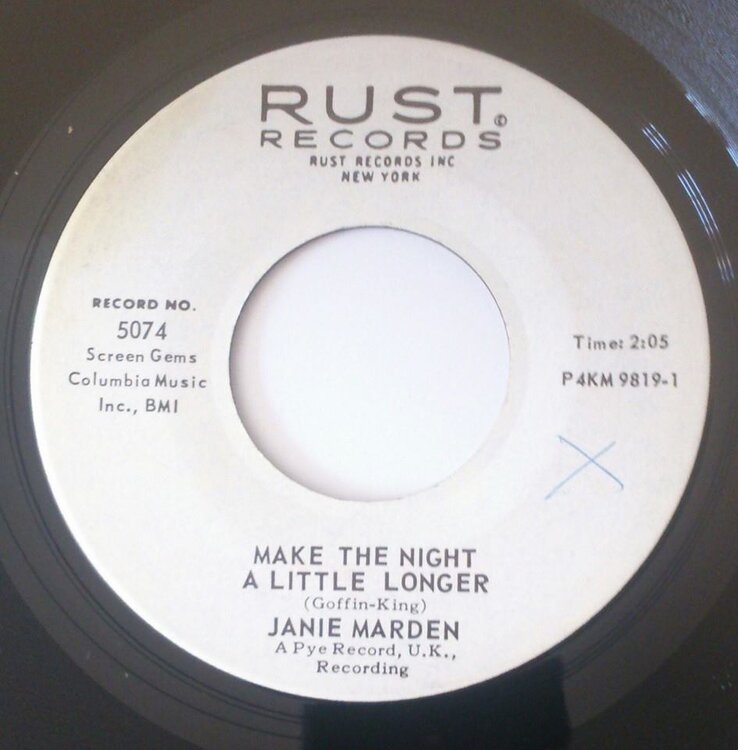 RUST©
RECORDS
RUST RECORDS INC
NEW YORK
RECORD NO.
5074
Screen Gems
Columbia Music
Inc., BMI
Time: 2:05
P4KM 9819-1
MAKE THE NIGHT
A LITTLE LONGER
(Goffin-King)
JANIE MARDEN
A Pye Record, U.K.,
Recording